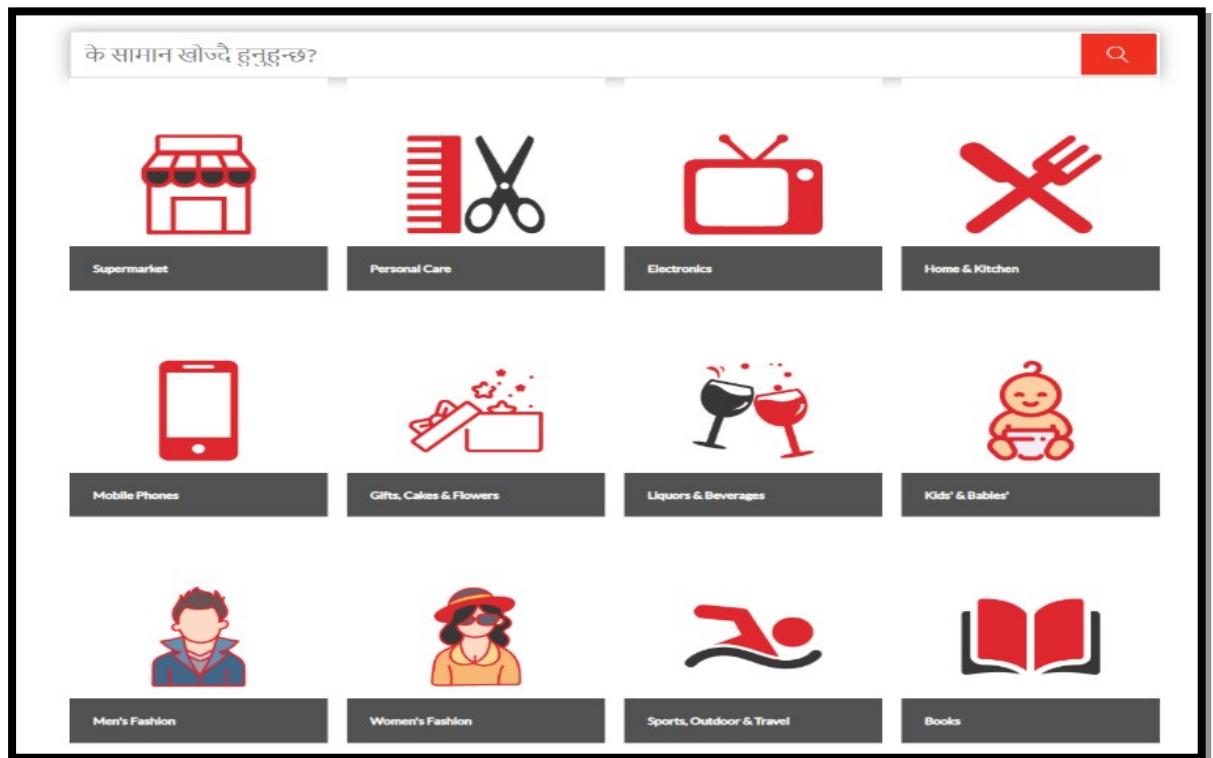 के सामान खोज्दै हुनुहुन्छ?
Supermarket
Personal Care
Electronics
Home & Kitchen
Mobile Phones
Gifts, Cakes & Flowers
Liquors & Beverages
Kids' & Babies'
Men's Fashion
Women's Fashion
Sports, Outdoor & Travel
Books